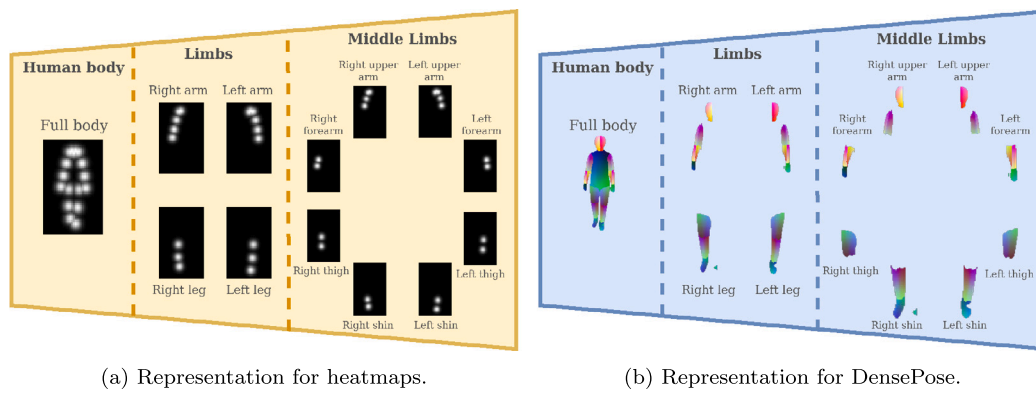 Human body
Limbs
Middle Limbs
Full body
Right arm
Left arm
Right leg
Left leg
Right upper
arm
Left upper
arm
Right
forearm
Left
forearm
Right thigh
Left thigh
Right shin
Left shin
(a) Representation for heatmaps.
Human body
Limbs
Middle Limbs
Full body
Right arm
Left arm
Right leg
Left leg
Right upper
arm
Left upper
arm
Right
forearm
Left
forearm
Right thigh
Left thigh
Right shin
Left shin
(b) Representation for DensePose.